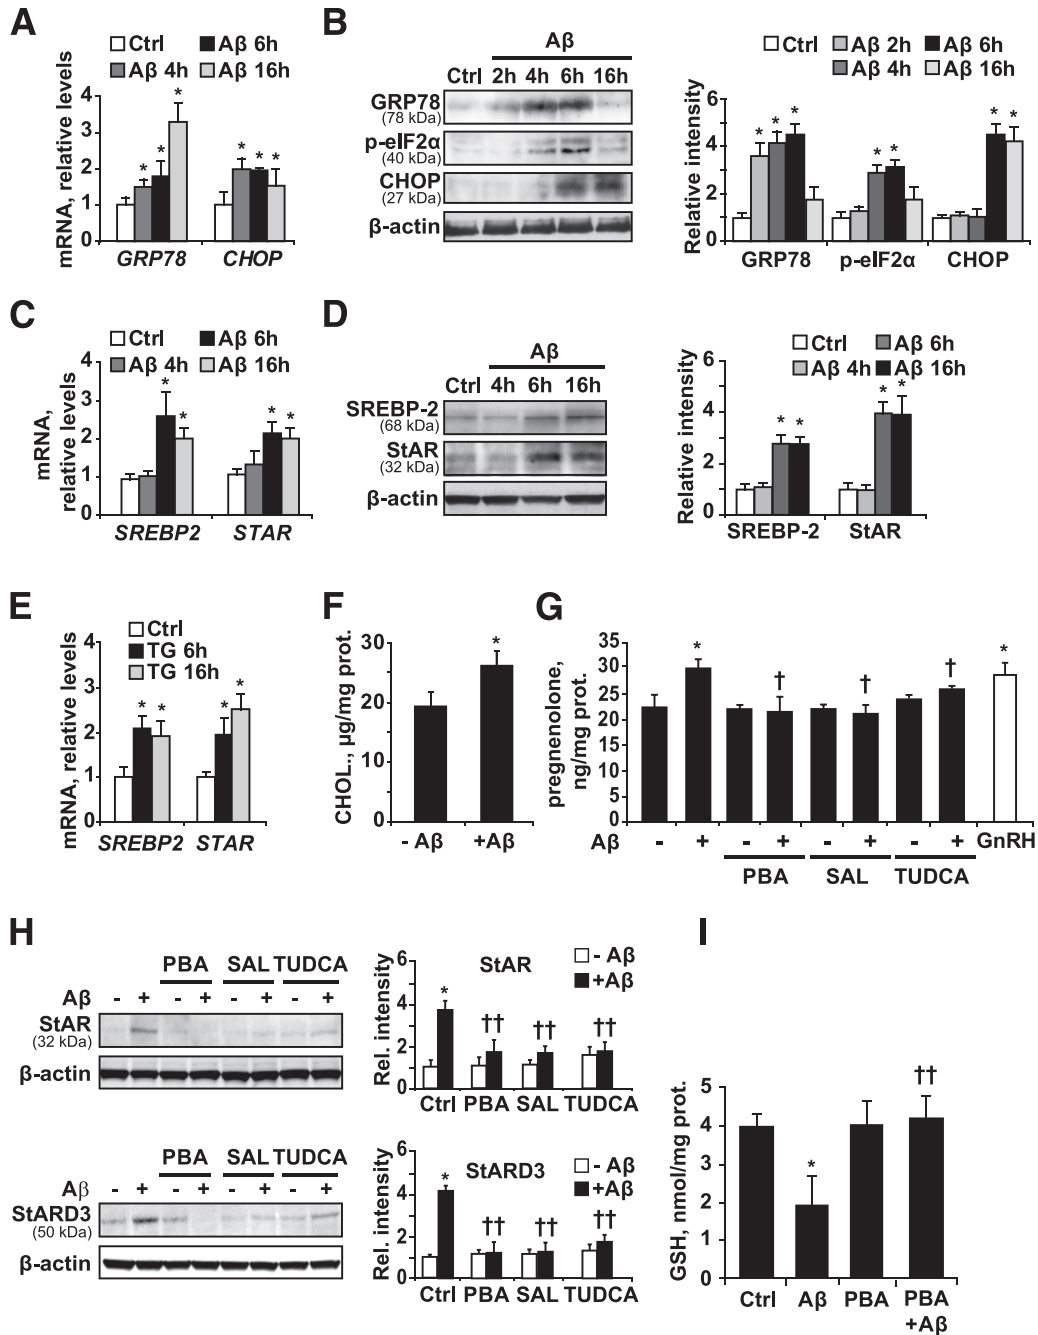 A
Ctrl
Aβ 6h
Aβ 4h
Aβ 16h
mRNA, relative levels
4
3
2
1
0
*
*
*
*
*
*
GRP78
CHOP
B
Aβ
Ctrl 2h 4h 6h 16h
GRP78
(78 kDa)
p-eIF2α
(40 kDa)
CHOP
(27 kDa)
β-actin
Ctrl
Aβ 2h
Aβ 6h
Aβ 4h
Aβ 16h
Relative intensity
6
4
2
0
*
*
*
*
*
*
*
GRP78
p-eIF2α
CHOP
C
Ctrl
Aβ 6h
Aβ 4h
Aβ 16h
mRNA,
relative levels
4
3
2
1
0
*
*
*
*
SREBP2
STAR
D
Aβ
Ctrl 4h 6h 16h
SREBP-2
(68 kDa)
StAR
(32 kDa)
β-actin
Ctrl
Aβ 6h
Aβ 4h
Aβ 16h
Relative intensity
6
4
2
0
*
*
*
*
SREBP-2
StAR
E
Ctrl
TG 6h
TG 16h
mRNA, relative levels
4
3
2
1
0
*
*
*
*
SREBP2
STAR
F
CHOL., μg/mg prot.
30
20
10
0
*
- Aβ
+Aβ
G
pregnenolone,
ng/mg prot.
35
30
25
20
15
10
5
0
*
†
†
†
*
Aβ - + - + - + - + GnRH
PBA SAL TUDCA
H
PBA SAL TUDCA
Aβ - + - + - + - +
StAR
(32 kDa)
β-actin
Rel. intensity
6
4
2
0
StAR
- Aβ
+Aβ
*
††
††
††
Ctrl PBA SAL TUDCA
PBA SAL TUDCA
Aβ - + - + - + - +
StARD3
(50 kDa)
β-actin
Rel. intensity
6
4
2
0
StARD3
- Aβ
+Aβ
*
††
††
††
Ctrl PBA SAL TUDCA
I
GSH, nmol/mg prot.
5
4
3
2
1
0
*
††
Ctrl Aβ PBA PBA
+Aβ